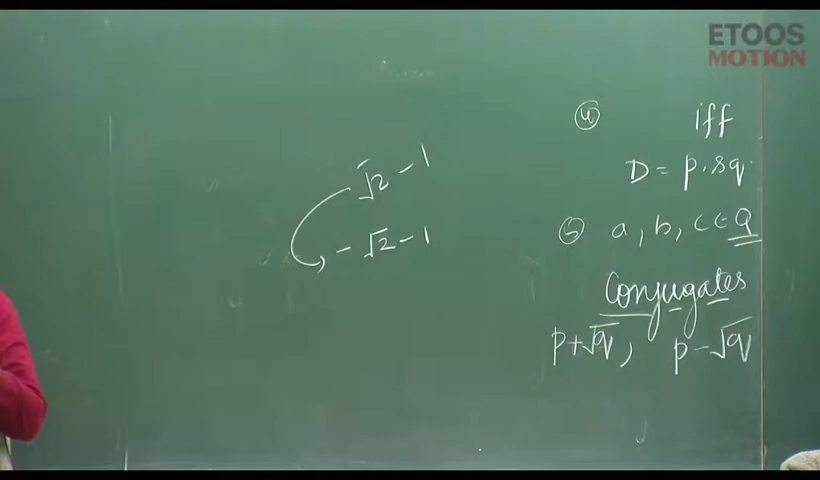 ETOOS
MOTION
④ iff
D = p.sq.
⑤ a, b, c ∈ Q
Conjugates
p+√q, p-√q
√2 - 1
- √2 - 1